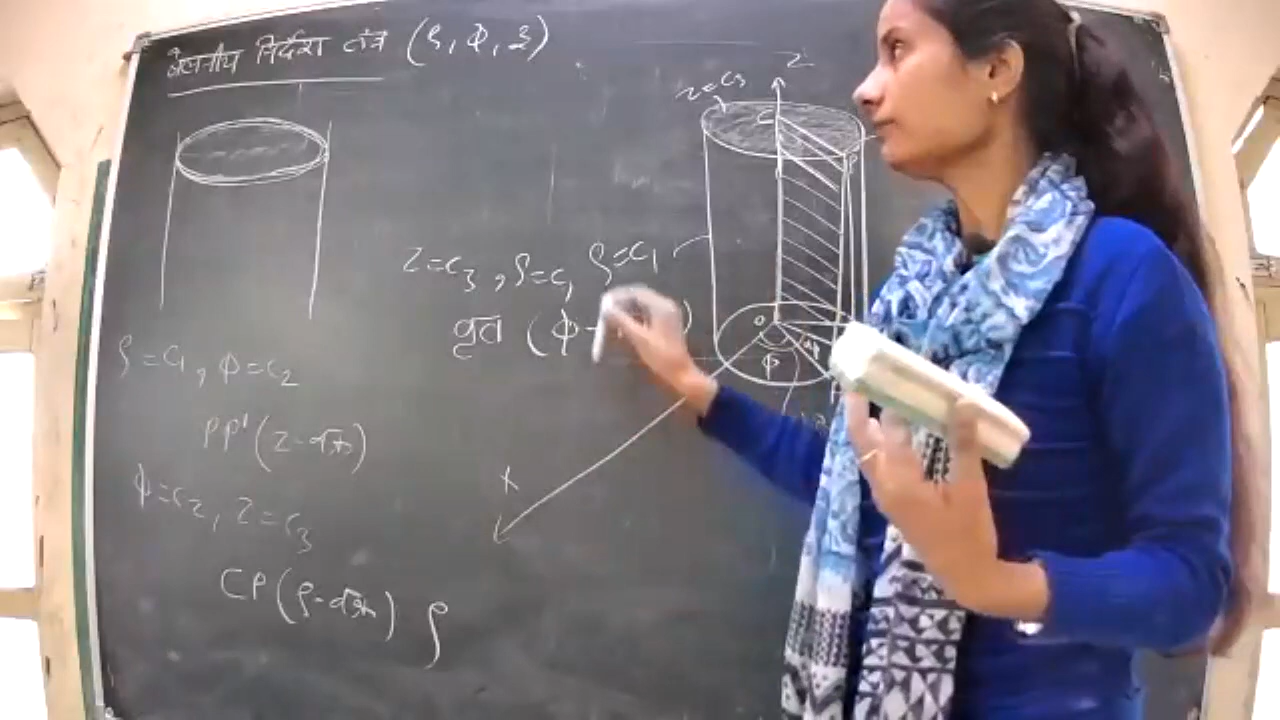 बेलनीय निर्देश तंत्र (ρ, Φ, z)
z
z=c₃
C
P
z=c₃, ρ=c₁
ρ=c₁
वृत (Φ-
O
Φ
ρ=c₁, Φ=c₂
PP' (z-वक्र)
Φ=c₂, z=c₃
x
CP (ρ-वक्र) ρ